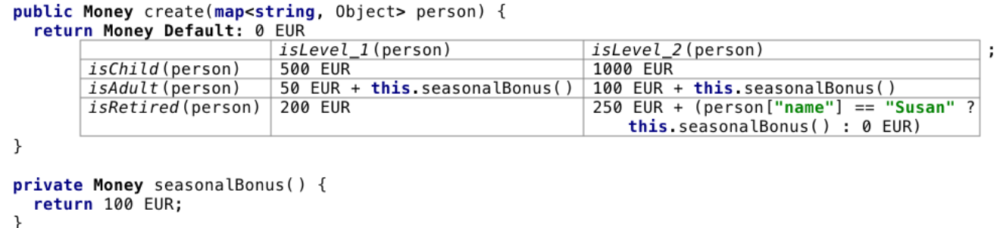 public Money create(map<string, Object> person) {
return Money Default: 0 EUR
isLevel_1(person) isLevel_2(person) ;
isChild(person) 500 EUR 1000 EUR
isAdult(person) 50 EUR + this.seasonalBonus() 100 EUR + this.seasonalBonus()
isRetired(person) 200 EUR 250 EUR + (person["name"] == "Susan" ?
this.seasonalBonus() : 0 EUR)
}
private Money seasonalBonus() {
return 100 EUR;
}